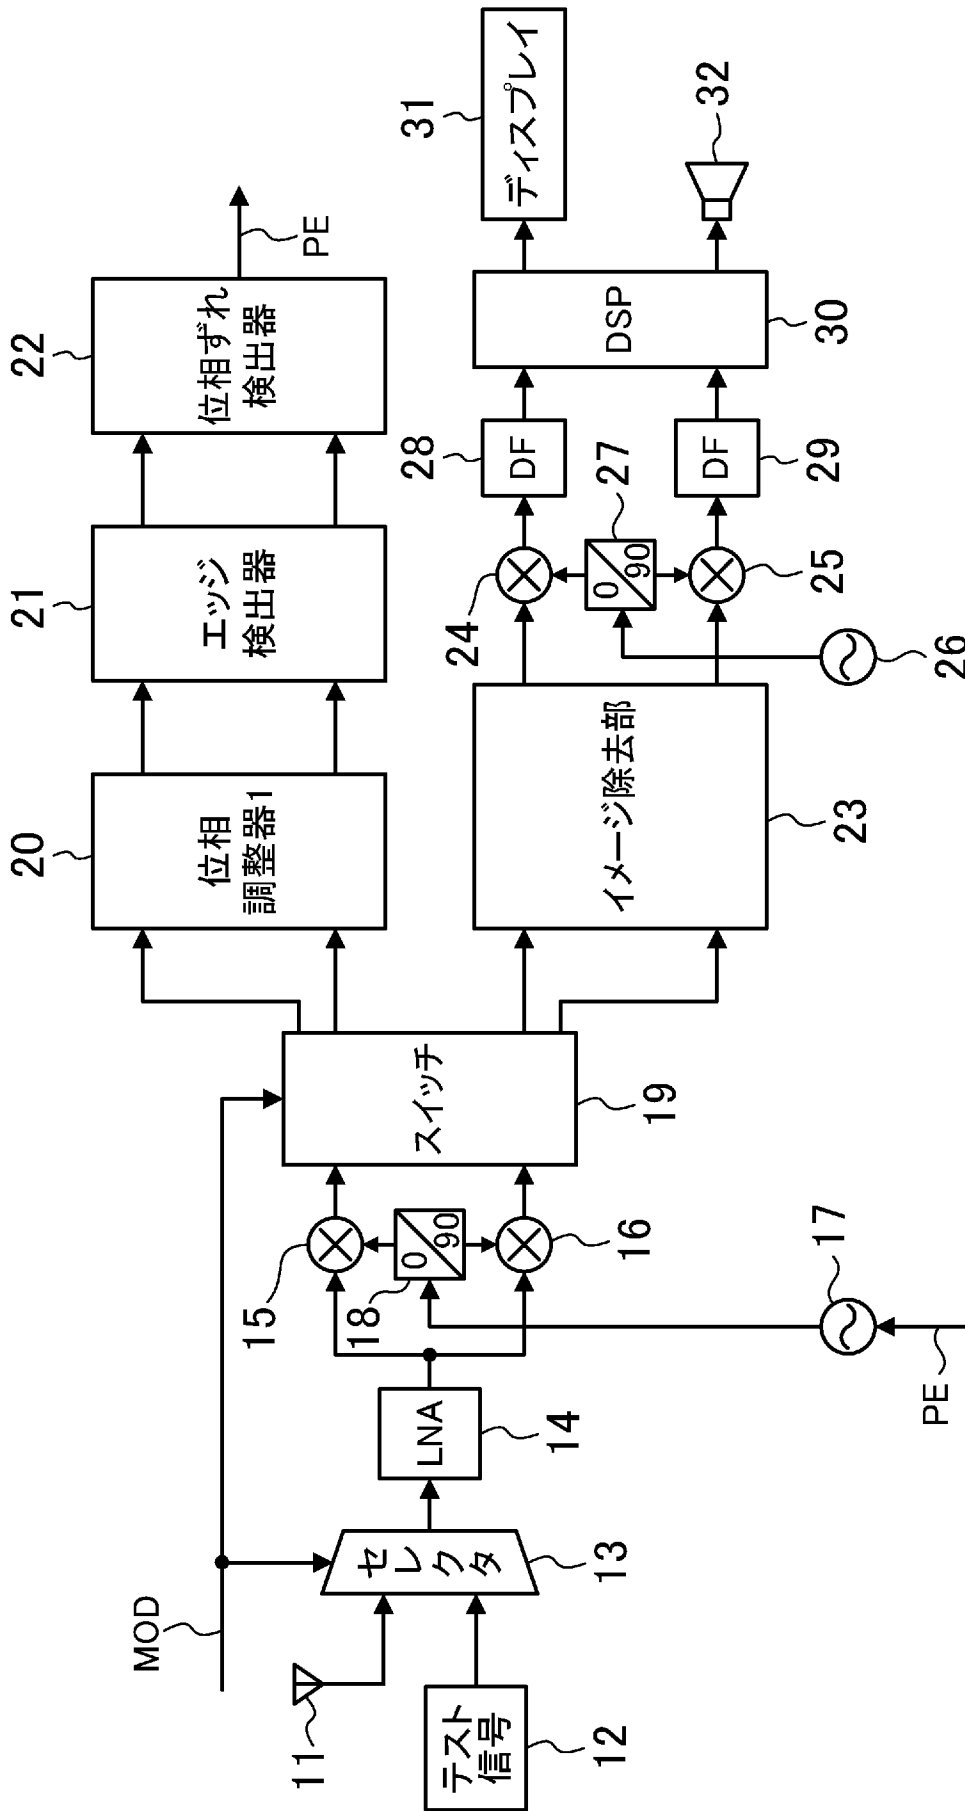 MOD
11
テスト
信号
12
セレクタ
13
LNA
14
15
0
90
18
16
17
PE
スイッチ
19
20
位相
調整器1
21
エッジ
検出器
22
位相ずれ
検出器
PE
イメージ除去部
23
24
0
90
27
25
26
28
DF
DF
29
DSP
30
31
ディスプレイ
32